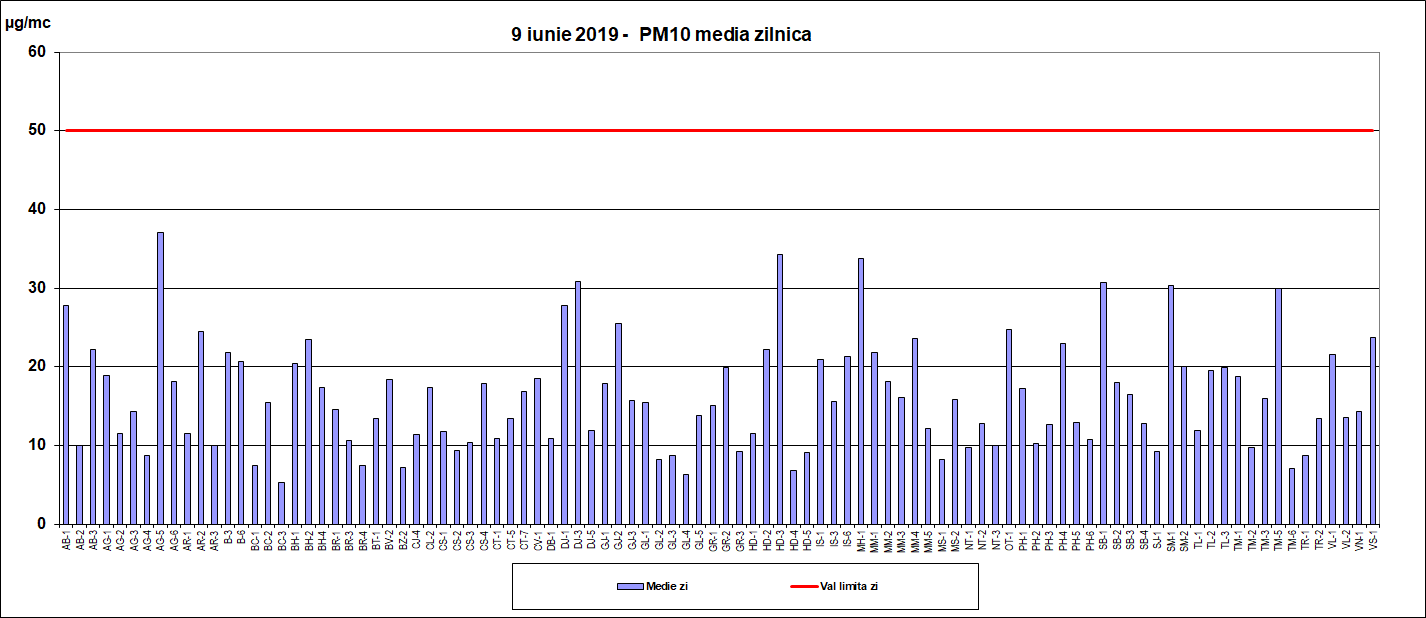 µg/mc
9 iunie 2019 - PM10 media zilnica
60
50
40
30
20
10
0
AB-1 AB-2 AB-3 AG-1 AG-2 AG-3 AG-4 AG-5 AG-6 AR-1 AR-2 AR-3 B-3 B-6 BC-1 BC-2 BC-3 BH-1 BH-2 BH-4 BR-1 BR-3 BR-4 BT-1 BV-2 BZ-2 CJ-4 CL-2 CS-1 CS-2 CS-3 CS-4 CT-1 CT-5 CT-7 CV-1 DB-1 DJ-1 DJ-3 DJ-5 GJ-1 GJ-2 GJ-3 GL-1 GL-2 GL-3 GL-4 GL-5 GR-1 GR-2 GR-3 HD-1 HD-2 HD-3 HD-4 HD-5 IS-1 IS-3 IS-6 MH-1 MM-1 MM-2 MM-3 MM-4 MM-5 MS-1 MS-2 NT-1 NT-2 NT-3 OT-1 PH-1 PH-2 PH-3 PH-4 PH-5 PH-6 SB-1 SB-2 SB-3 SB-4 SJ-1 SM-1 SM-2 TL-1 TL-2 TL-3 TM-1 TM-2 TM-3 TM-5 TM-6 TR-1 TR-2 VL-1 VL-2 VN-1 VS-1
Medie zi Val limita zi